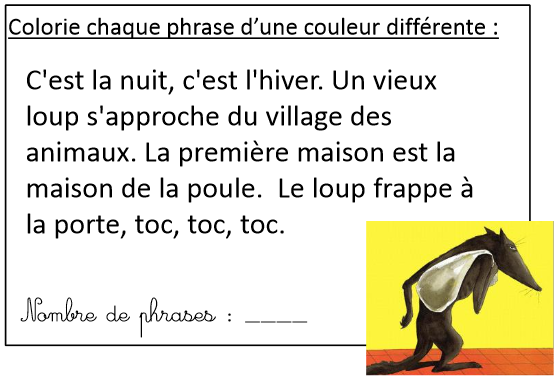 Colorie chaque phrase d’une couleur différente :
C'est la nuit, c'est l'hiver. Un vieux
loup s'approche du village des
animaux. La première maison est la
maison de la poule.  Le loup frappe à
la porte, toc, toc, toc.
Nombre de phrases : ____